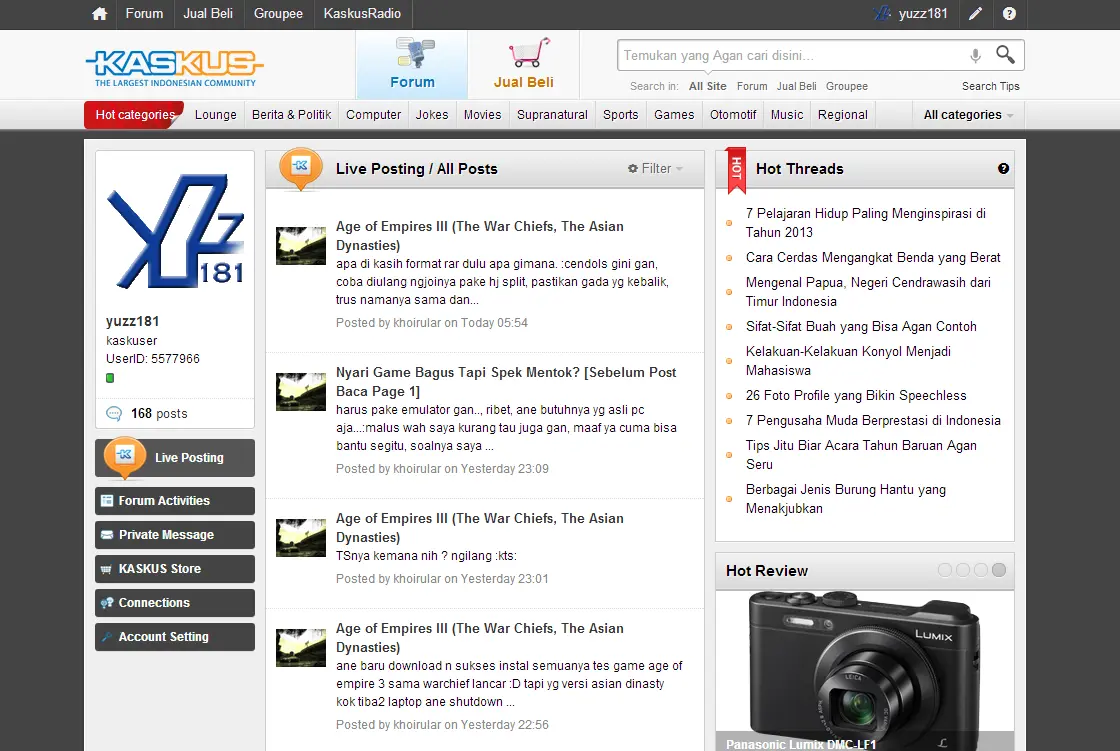 Forum Jual Beli Groupee KaskusRadio yuzz181
KASKUS
THE LARGEST INDONESIAN COMMUNITY
Forum
Jual Beli
Temukan yang Agan cari disini...
Search in: All Site Forum Jual Beli Groupee Search Tips
Hot categories Lounge Berita & Politik Computer Jokes Movies Supranatural Sports Games Otomotif Music Regional All categories
YZZ
181
yuzz181
kaskuser
UserID: 5577966
168 posts
Live Posting
Forum Activities
Private Message
KASKUS Store
Connections
Account Setting
Live Posting / All Posts Filter
Age of Empires III (The War Chiefs, The Asian
Dynasties)
apa di kasih format rar dulu apa gimana. :cendols gini gan,
coba diulang ngjoinya pake hj split, pastikan gada yg kebalik,
trus namanya sama dan...
Posted by khoirular on Today 05:54
Nyari Game Bagus Tapi Spek Mentok? [Sebelum Post
Baca Page 1]
harus pake emulator gan.., ribet, ane butuhnya yg asli pc
aja...:malus wah saya kurang tau juga gan, maaf ya cuma bisa
bantu segitu, soalnya saya ...
Posted by khoirular on Yesterday 23:09
Age of Empires III (The War Chiefs, The Asian
Dynasties)
TSnya kemana nih ? ngilang :kts:
Posted by khoirular on Yesterday 23:01
Age of Empires III (The War Chiefs, The Asian
Dynasties)
ane baru download n sukses instal semuanya tes game age of
empire 3 sama warchief lancar :D tapi yg versi asian dinasty
kok tiba2 laptop ane shutdown ...
Posted by khoirular on Yesterday 22:56
HOT
Hot Threads
7 Pelajaran Hidup Paling Menginspirasi di
Tahun 2013
Cara Cerdas Mengangkat Benda yang Berat
Mengenal Papua, Negeri Cendrawasih dari
Timur Indonesia
Sifat-Sifat Buah yang Bisa Agan Contoh
Kelakuan-Kelakuan Konyol Menjadi
Mahasiswa
26 Foto Profile yang Bikin Speechless
7 Pengusaha Muda Berprestasi di Indonesia
Tips Jitu Biar Acara Tahun Baruan Agan
Seru
Berbagai Jenis Burung Hantu yang
Menakjubkan
Hot Review
LUMIX
LEICA
Panasonic Lumix DMC-LF1